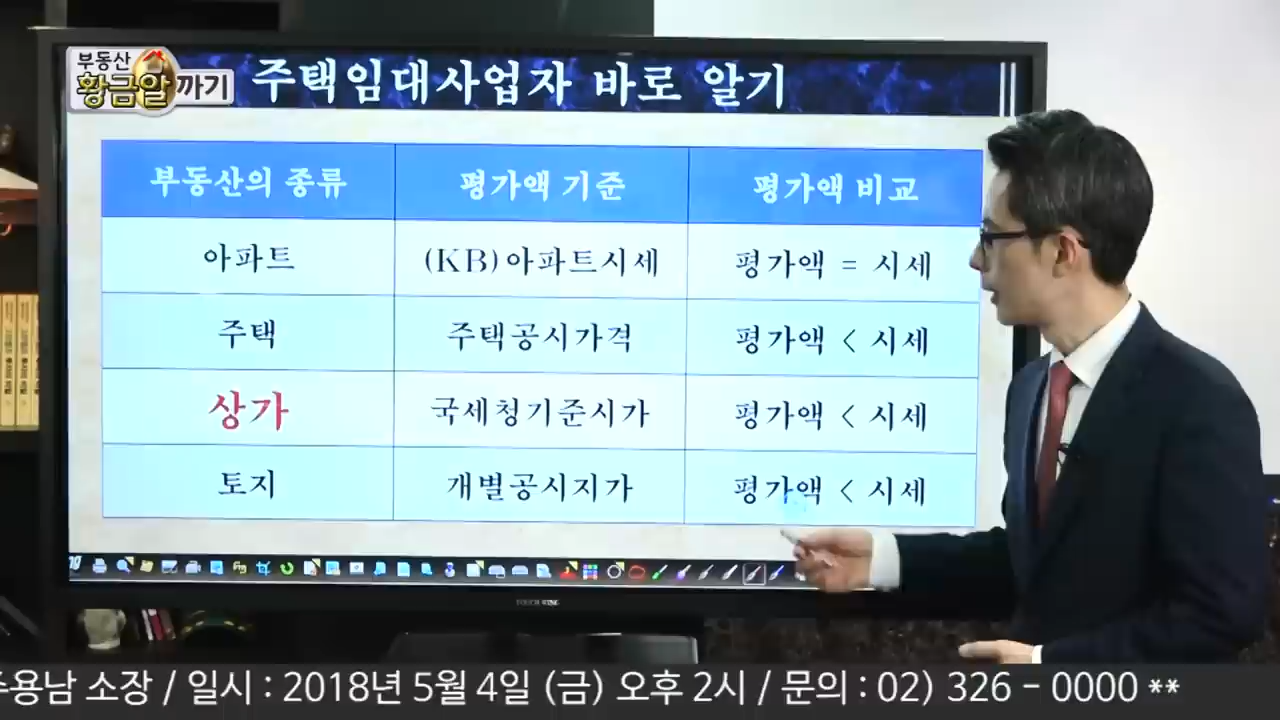 부동산
황금알까기
주택임대사업자 바로 알기
부동산의 종류 평가액 기준 평가액 비교
아파트 (KB)아파트시세 평가액 = 시세
주택 주택공시가격 평가액 < 시세
상가 국세청기준시가 평가액 < 시세
토지 개별공시지가 평가액 < 시세
용남 소장 / 일시 : 2018년 5월 4일 (금) 오후 2시 / 문의 : 02) 326 - 0000 **